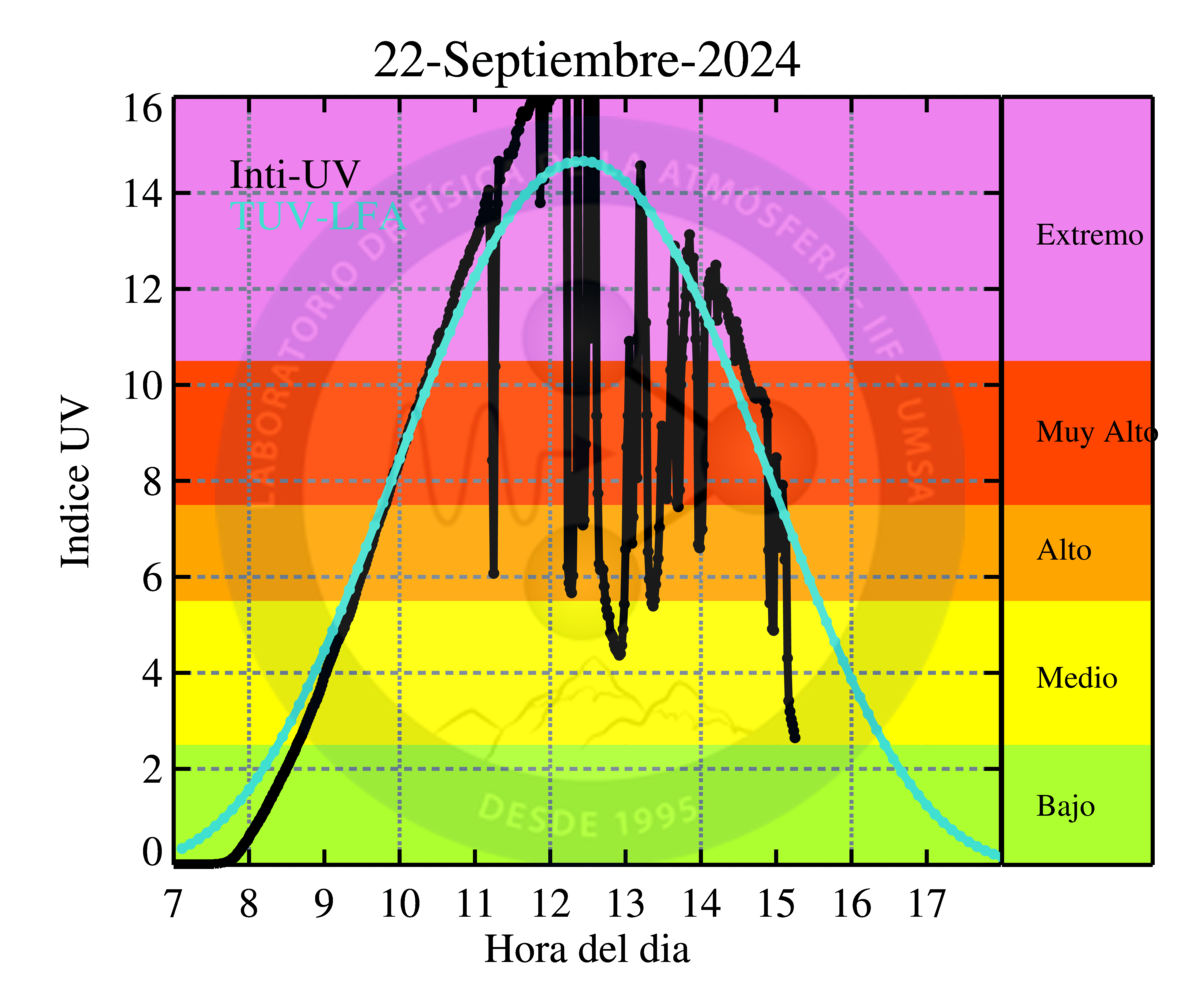 22-Septiembre-2024
16
14
12
10
8
6
4
2
0
Indice UV
Inti-UV
TUV-LFA
LABORATORIO DE FÍSICA DE LA ATMÓSFERA - IIF - UMSA
DESDE 1995
Extremo
Muy Alto
Alto
Medio
Bajo
7 8 9 10 11 12 13 14 15 16 17
Hora del dia